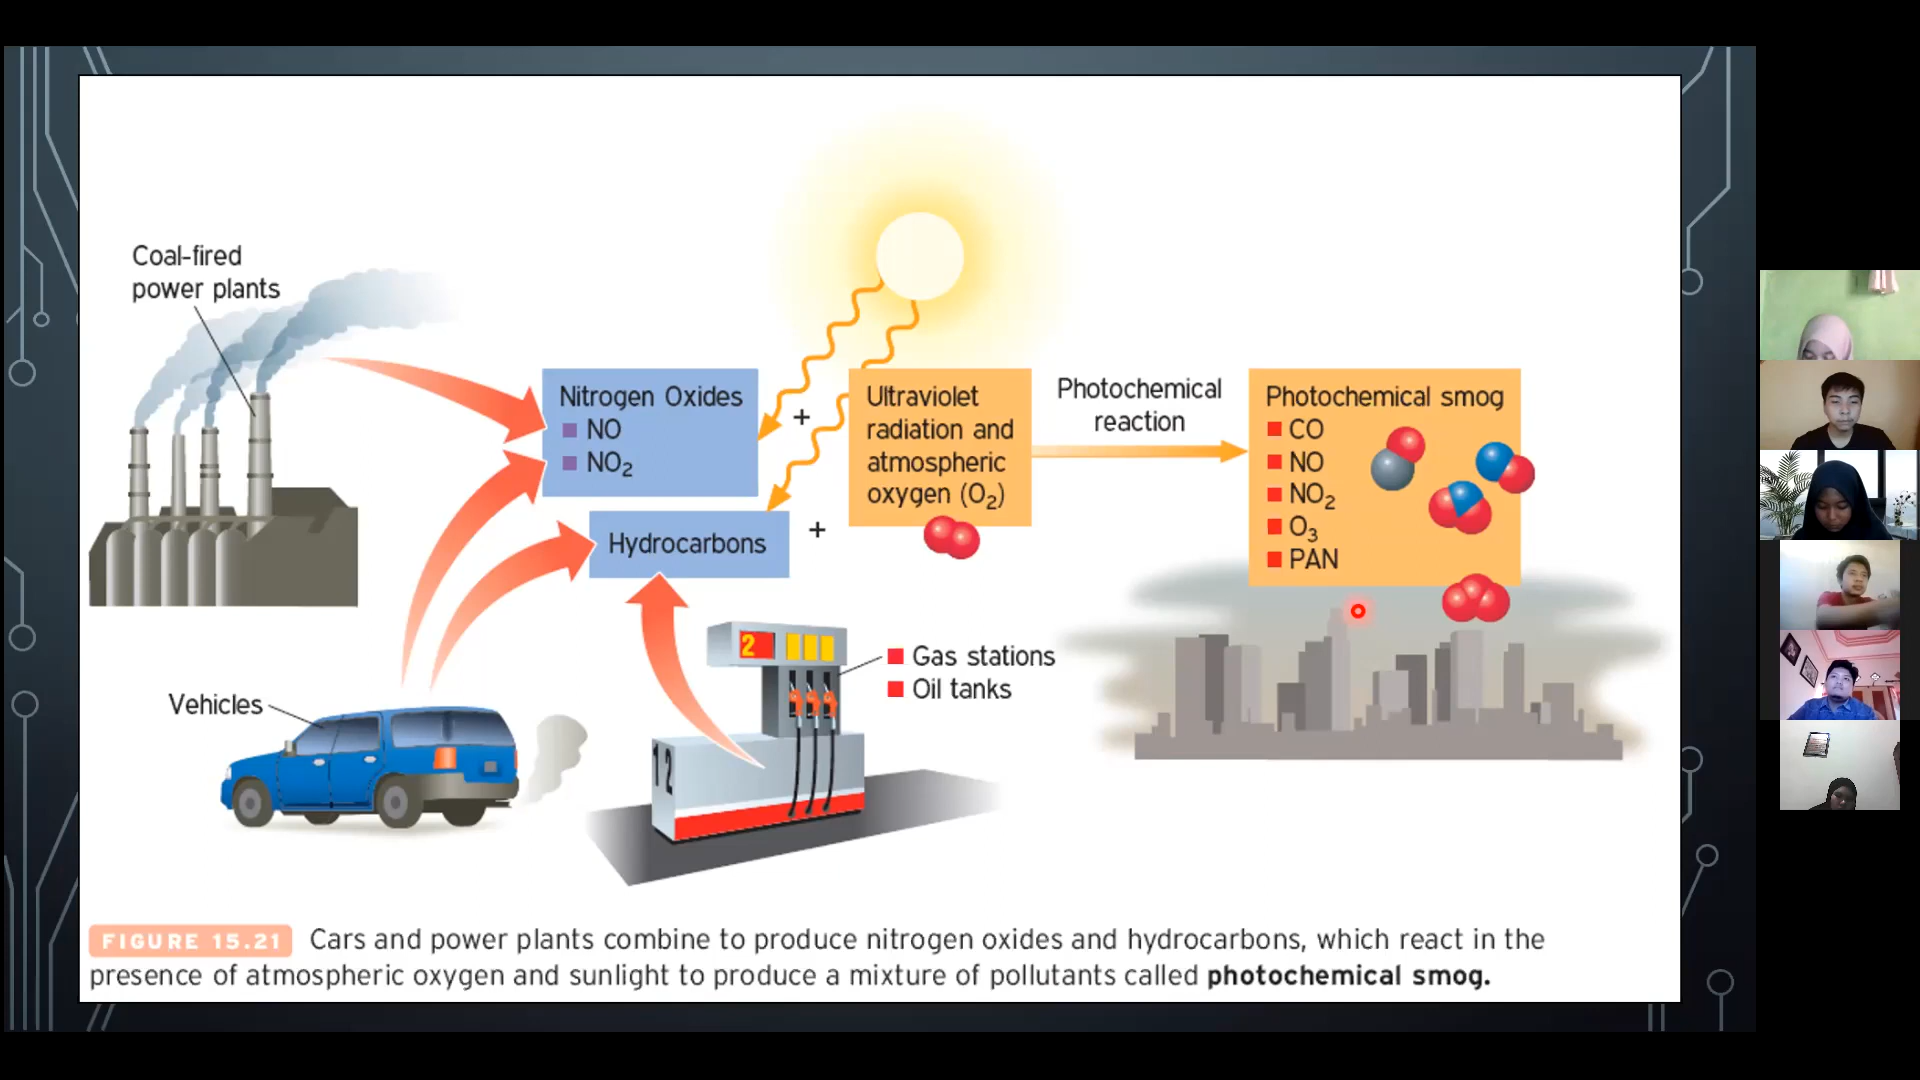 Coal-fired
power plants
Nitrogen Oxides
NO
NO₂
+
Ultraviolet
radiation and
atmospheric
oxygen (O₂)
Photochemical
reaction
Photochemical smog
CO
NO
NO₂
O₃
PAN
Hydrocarbons
+
Vehicles
2
12
Gas stations
Oil tanks
FIGURE 15.21 Cars and power plants combine to produce nitrogen oxides and hydrocarbons, which react in the
presence of atmospheric oxygen and sunlight to produce a mixture of pollutants called photochemical smog.